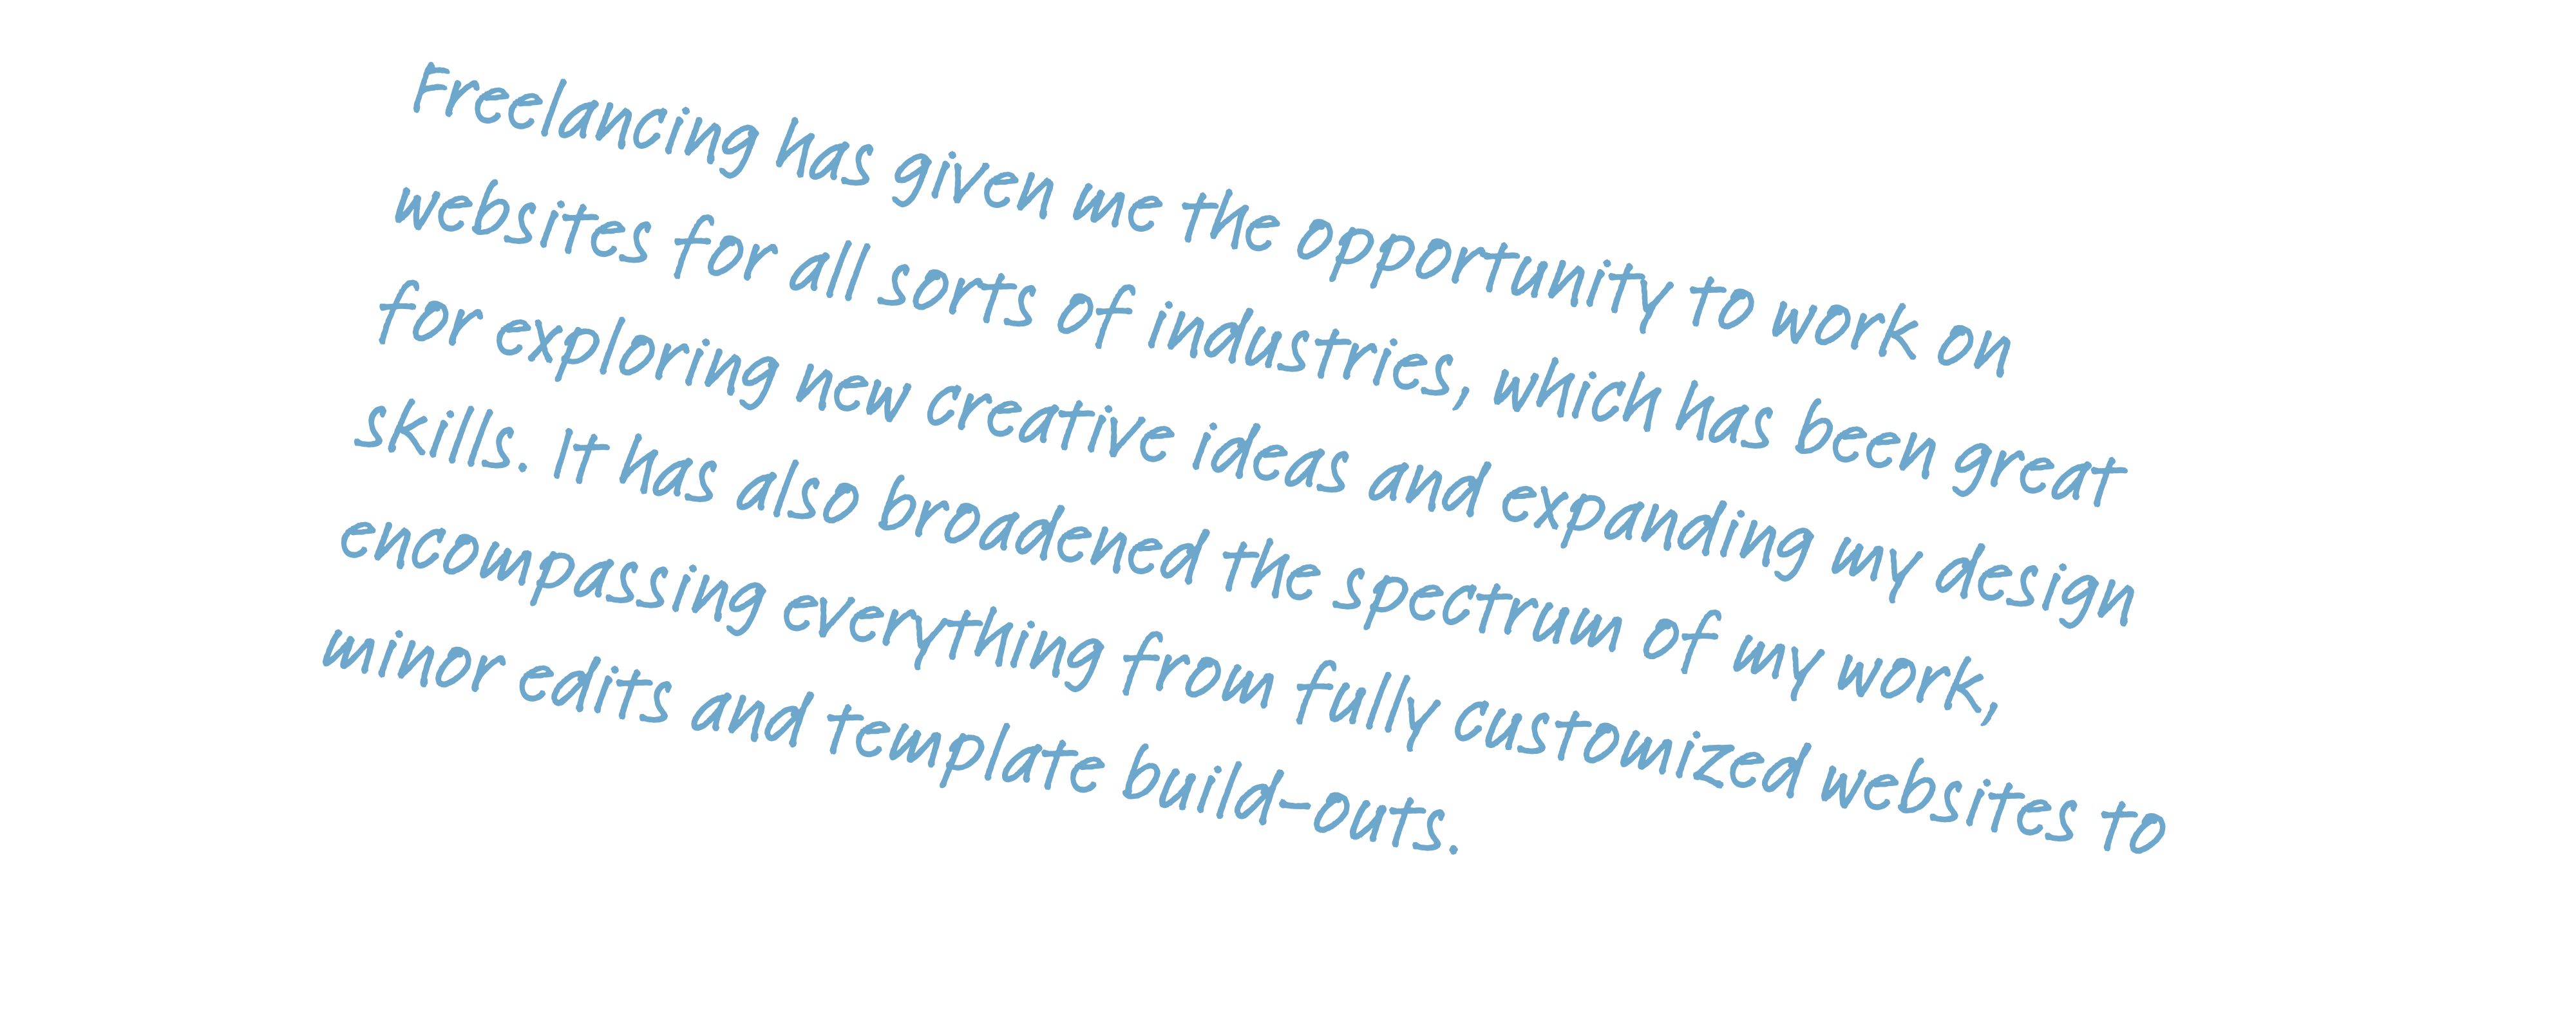 Freelancing has given me the opportunity to work on
websites for all sorts of industries, which has been great
for exploring new creative ideas and expanding my design
skills. It has also broadened the spectrum of my work,
encompassing everything from fully customized websites to
minor edits and template build-outs.